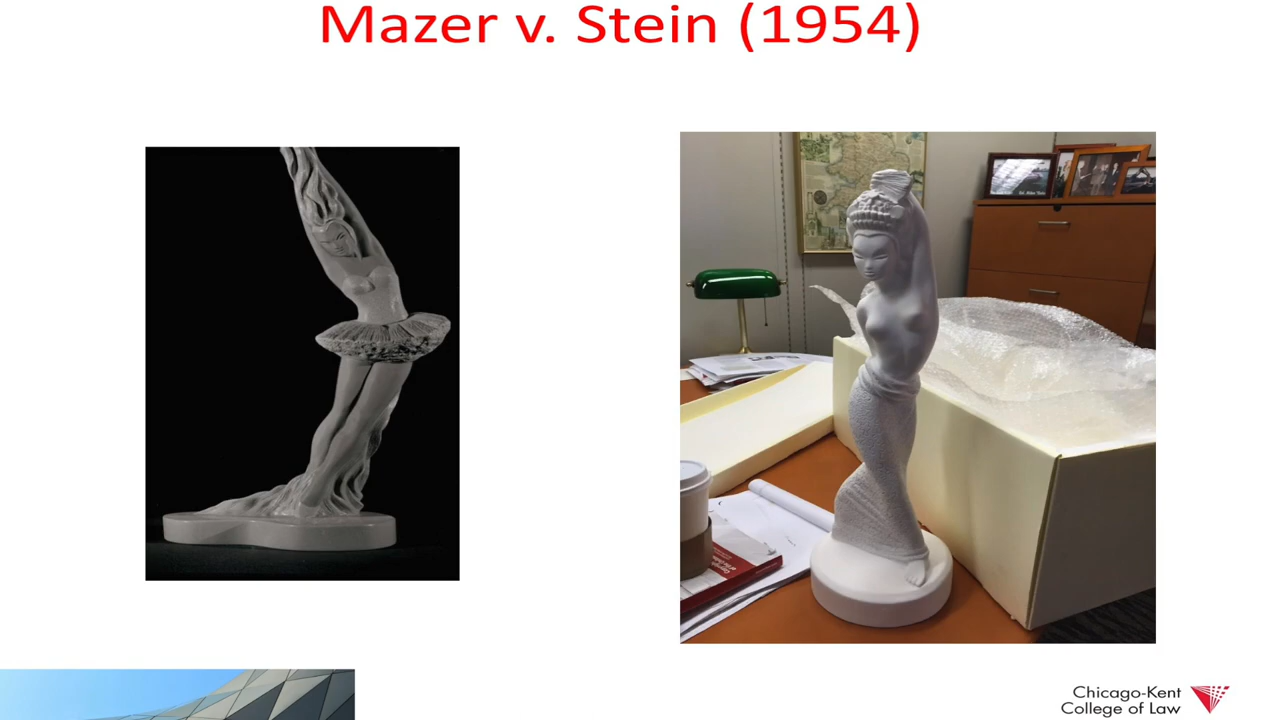 Mazer v. Stein (1954)
Chicago-Kent
College of Law